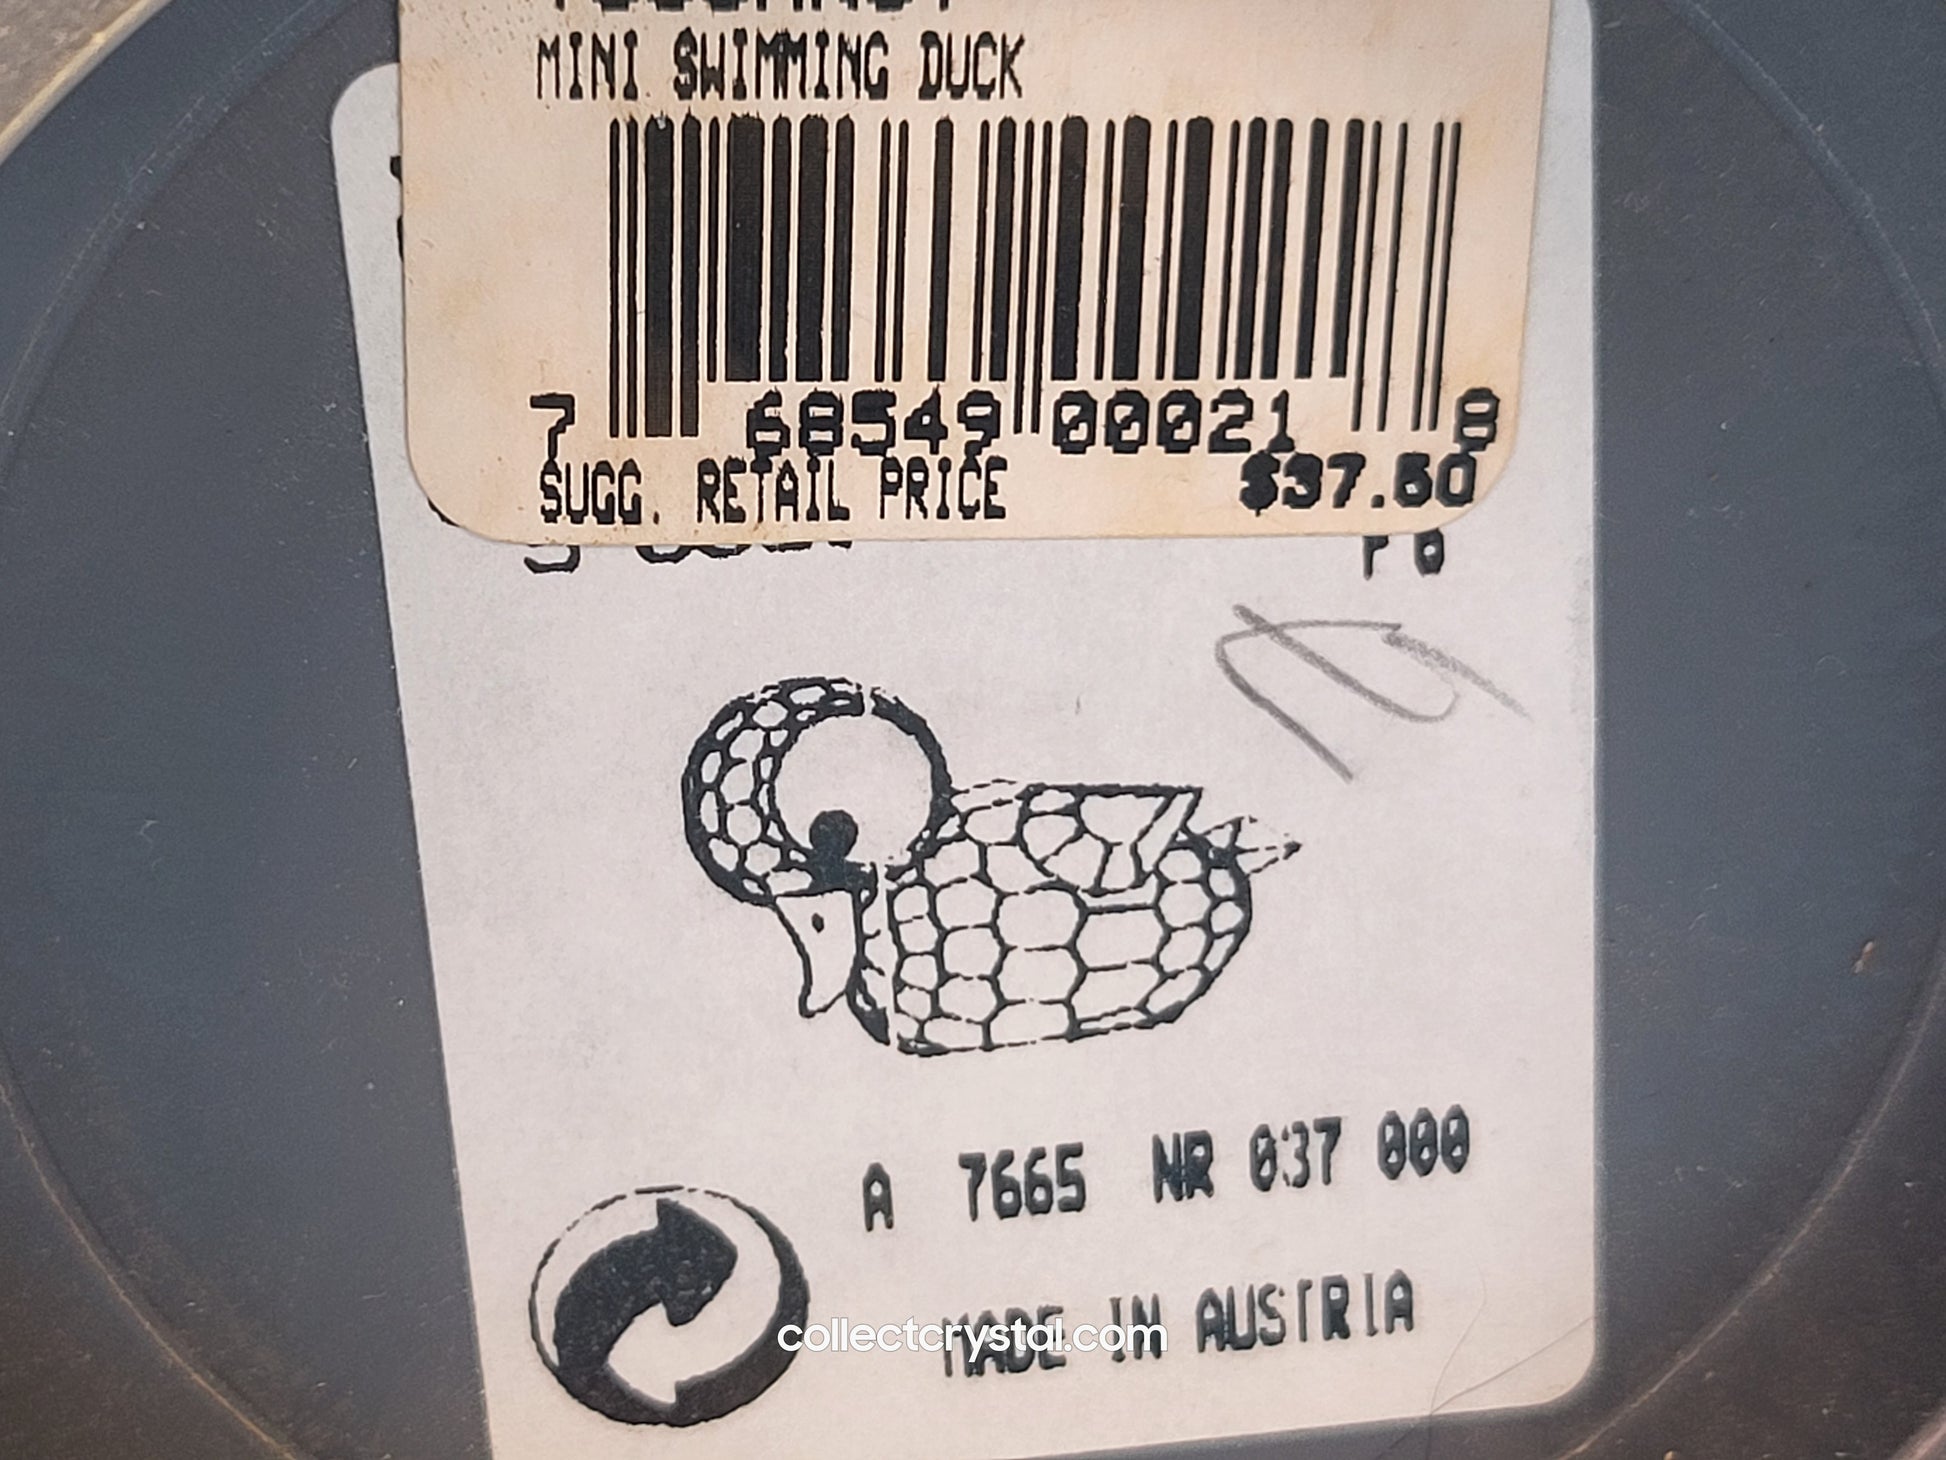 MINI SWIMMING DUCK
7 68549 00021 8
SUGG. RETAIL PRICE $37.50
A 7665 NR 037 000
MADE IN AUSTRIA
collectcrystal.com